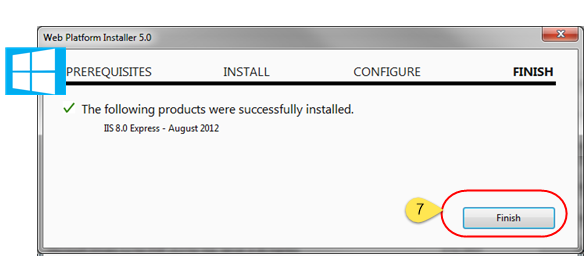 Web Platform Installer 5.0
PREREQUISITES INSTALL CONFIGURE FINISH
The following products were successfully installed.
IIS 8.0 Express - August 2012
7
Finish